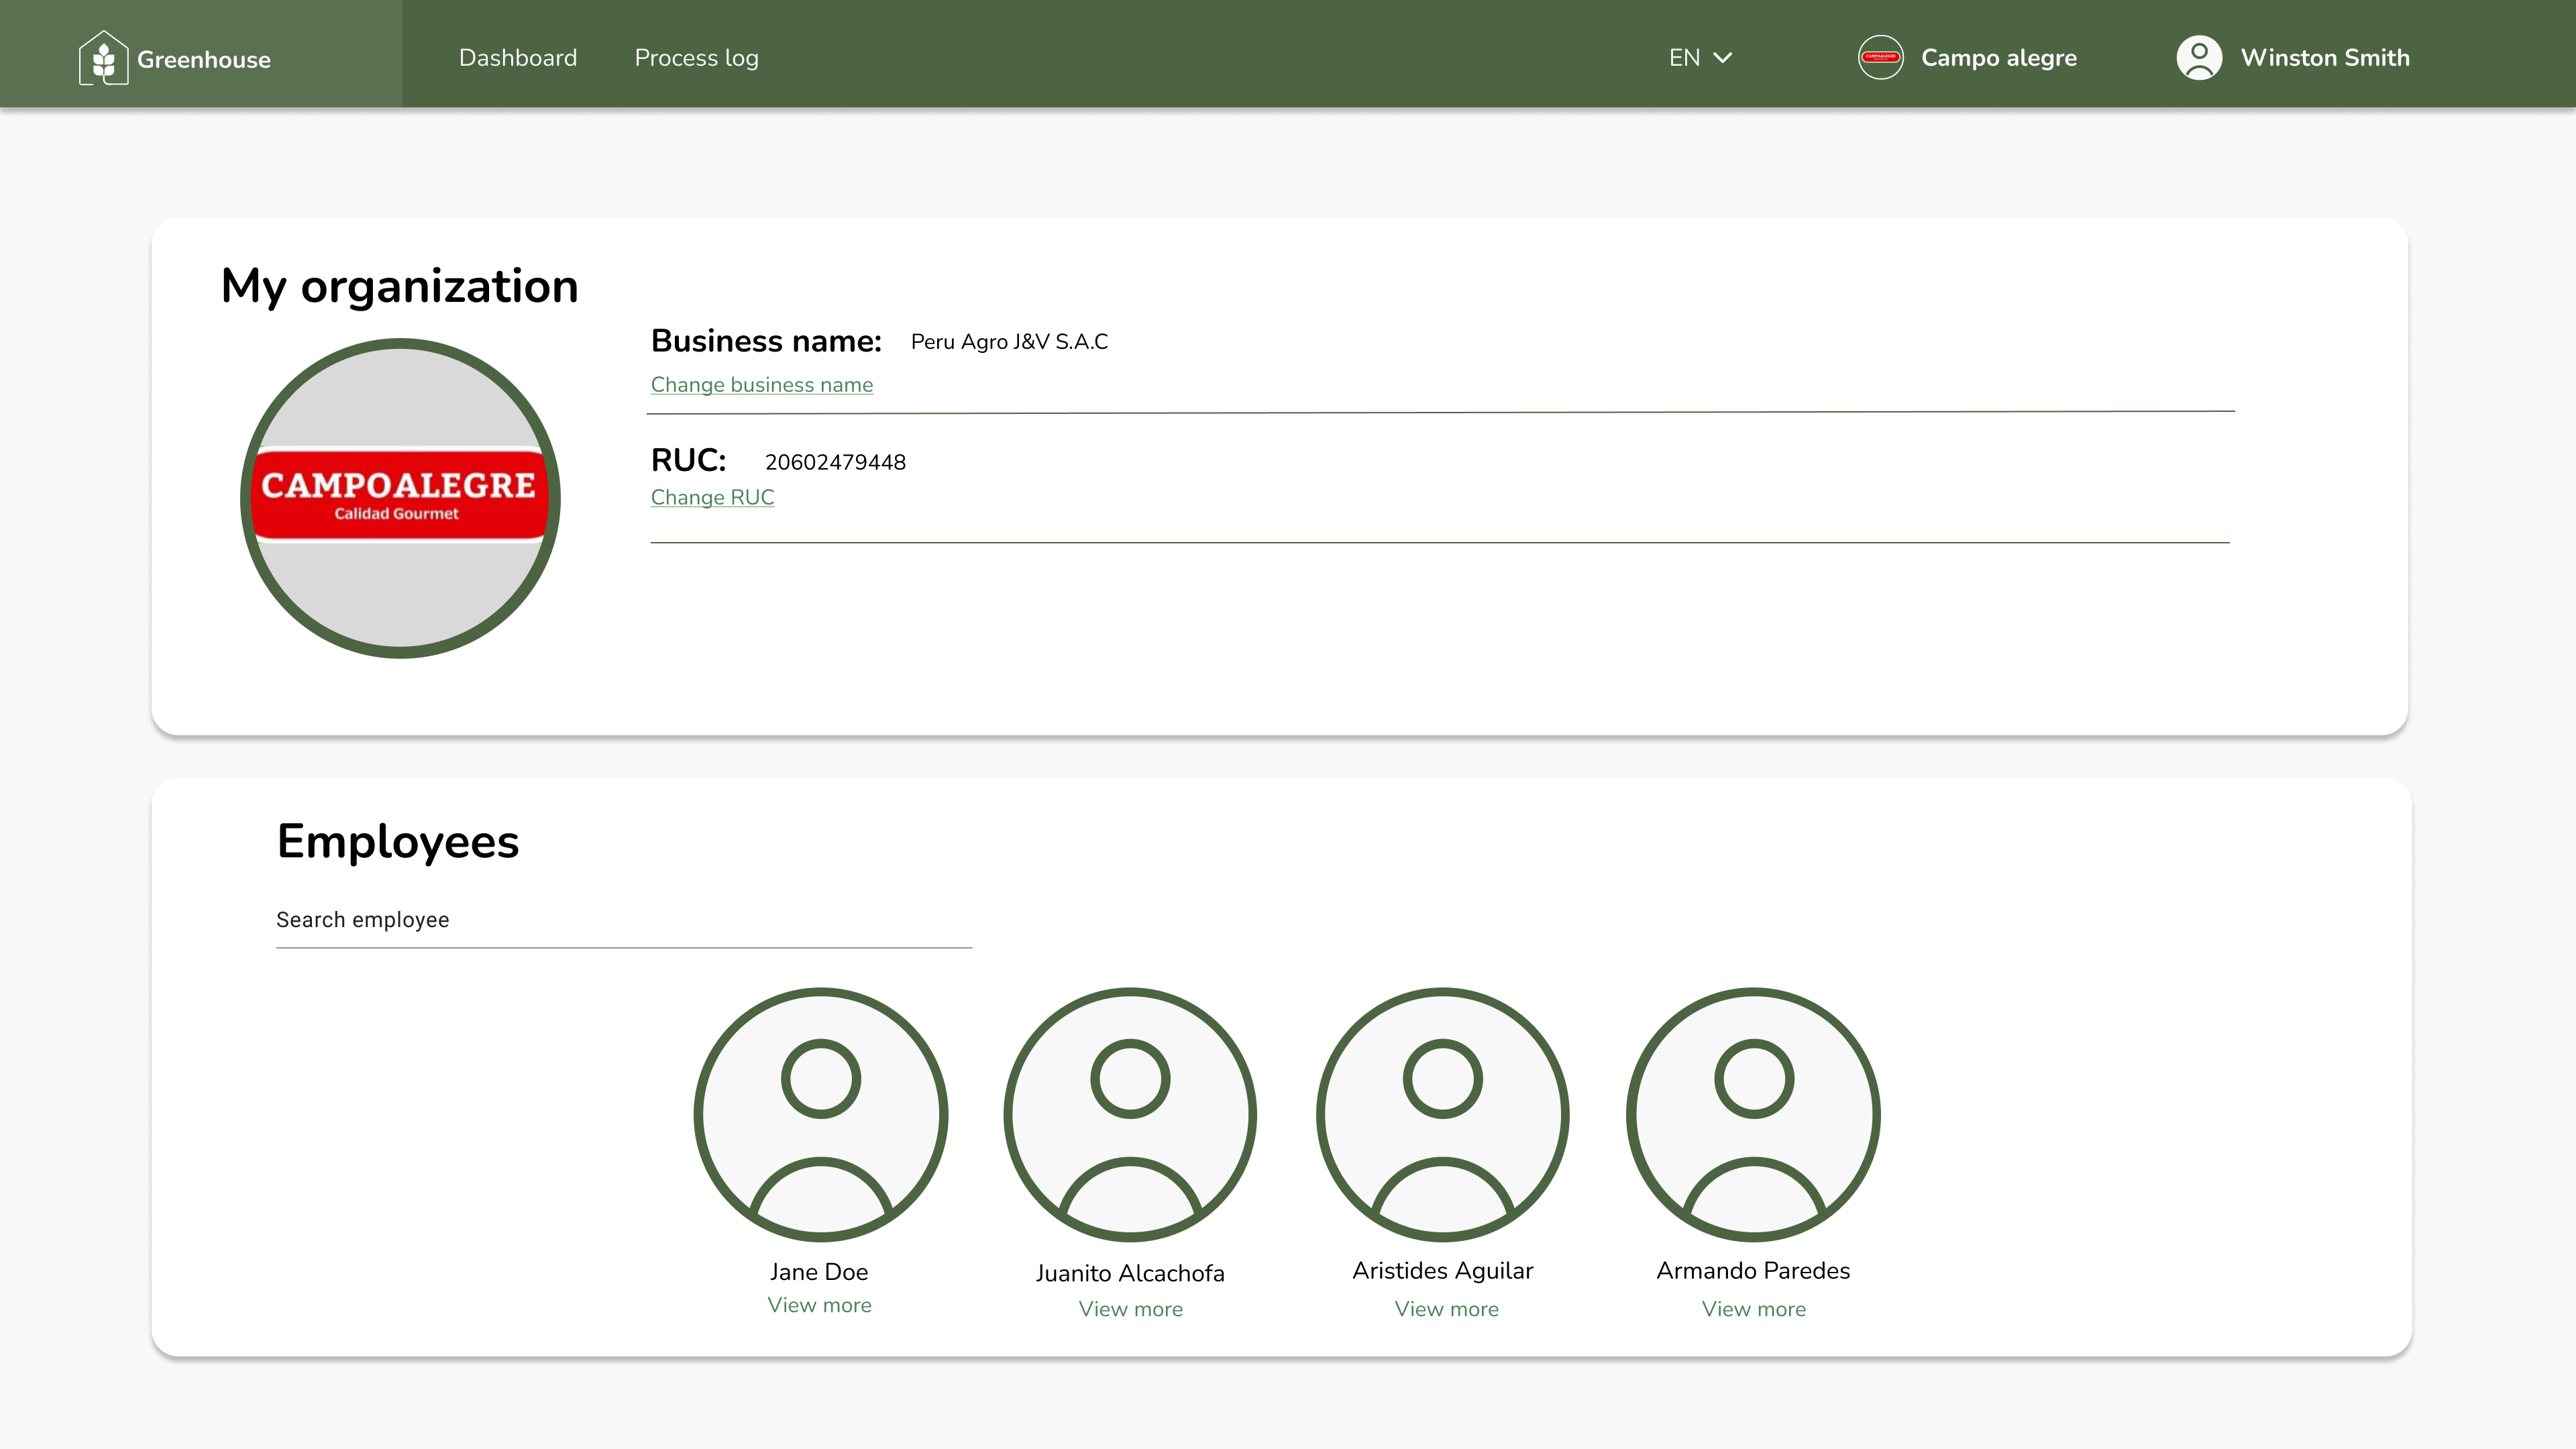 Greenhouse
Dashboard
Process log
EN
CAMPOALEGRE
Campo alegre
Winston Smith
My organization
CAMPOALEGRE
Calidad Gourmet
Business name: Peru Agro J&V S.A.C
Change business name
RUC: 20602479448
Change RUC
Employees
Search employee
Jane Doe
Juanito Alcachofa
Aristides Aguilar
Armando Paredes
View more
View more
View more
View more